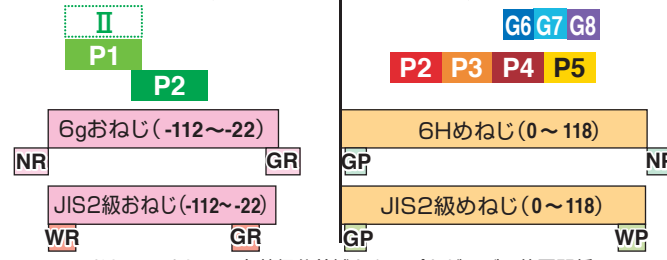 Ⅱ
G6 G7 G8
P1
P2 P3 P4 P5
P2
6gおねじ(-112～-22)
6Hめねじ(0～118)
NR
GR
GP
NP
JIS2級おねじ(-112～-22)
JIS2級めねじ(0～118)
WR
GR
GP
WP